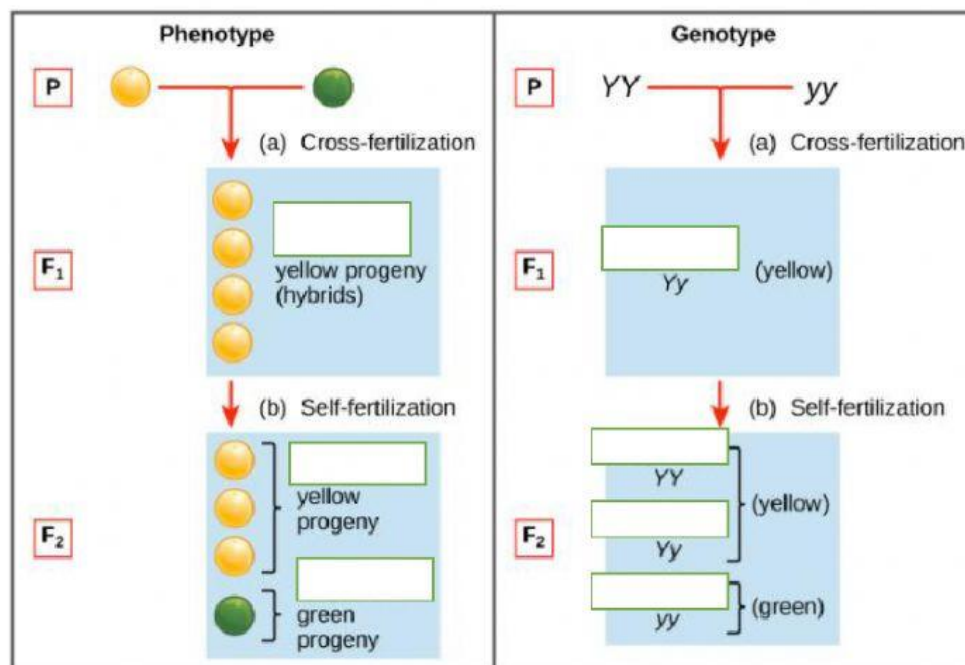 Phenotype
P
(a) Cross-fertilization
F1
yellow progeny
(hybrids)
(b) Self-fertilization
F2
yellow
progeny
green
progeny
Genotype
P
YY
yy
(a) Cross-fertilization
F1
Yy
(yellow)
(b) Self-fertilization
F2
YY
(yellow)
Yy
yy
(green)